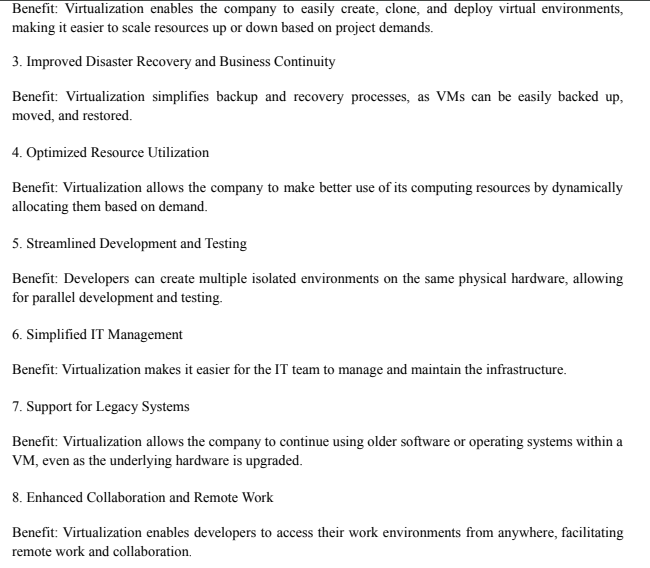 Benefit: Virtualization enables the company to easily create, clone, and deploy virtual environments,
making it easier to scale resources up or down based on project demands.
3. Improved Disaster Recovery and Business Continuity
Benefit: Virtualization simplifies backup and recovery processes, as VMs can be easily backed up,
moved, and restored.
4. Optimized Resource Utilization
Benefit: Virtualization allows the company to make better use of its computing resources by dynamically
allocating them based on demand.
5. Streamlined Development and Testing
Benefit: Developers can create multiple isolated environments on the same physical hardware, allowing
for parallel development and testing.
6. Simplified IT Management
Benefit: Virtualization makes it easier for the IT team to manage and maintain the infrastructure.
7. Support for Legacy Systems
Benefit: Virtualization allows the company to continue using older software or operating systems within a
VM, even as the underlying hardware is upgraded.
8. Enhanced Collaboration and Remote Work
Benefit: Virtualization enables developers to access their work environments from anywhere, facilitating
remote work and collaboration.